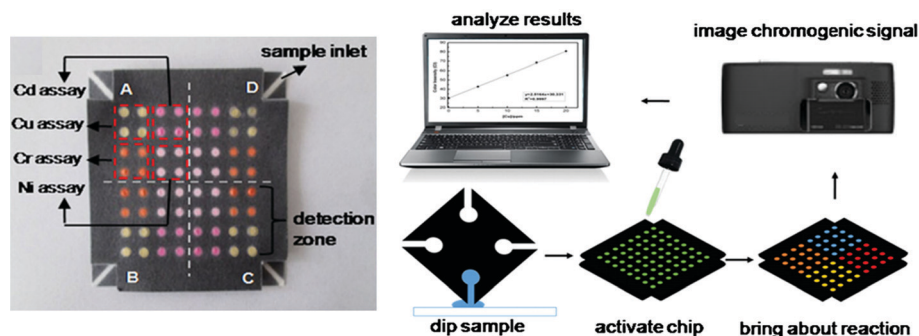 analyze results
image chromogenic signal
sample inlet
A
D
Cd assay
Cu assay
Cr assay
Ni assay
detection
zone
B
C
dip sample
activate chip
bring about reaction